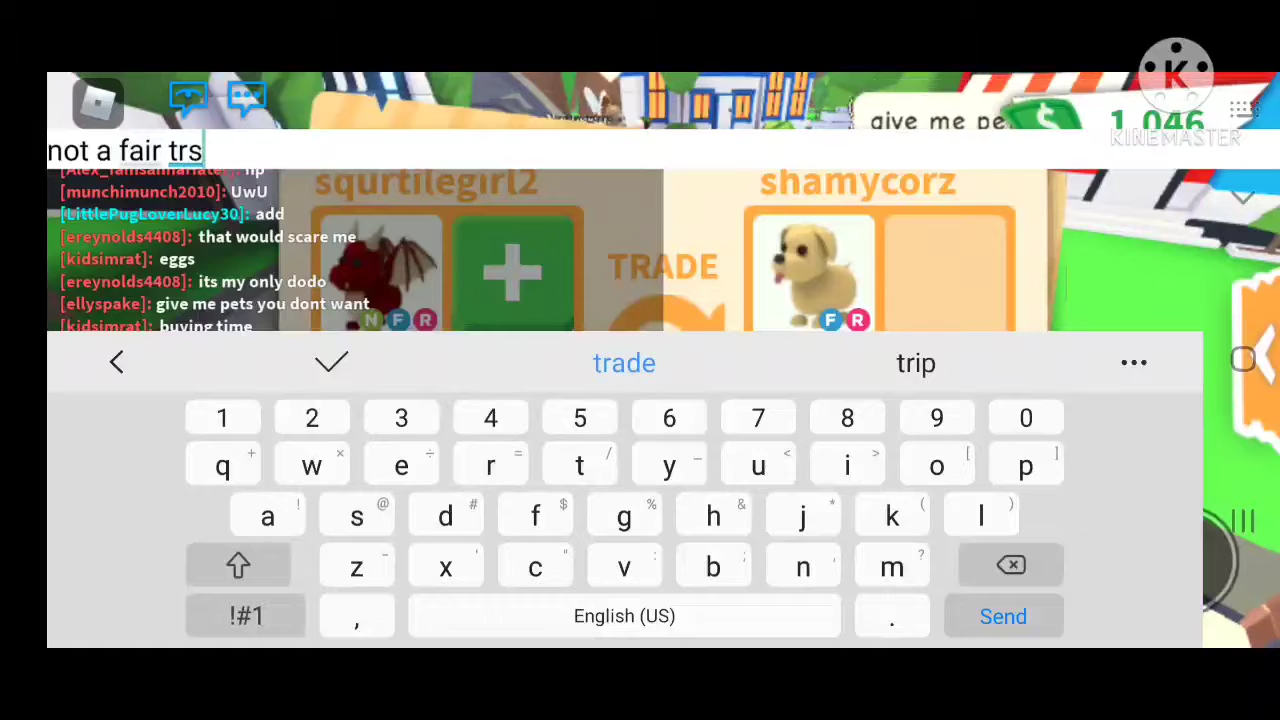 give me pe
1,046
KINEMASTER
not a fair trs
[Alex_iamsamhariate1]: np
[munchimunch2010]: UwU
[LittlePugLoverLucy30]: add
[ereynolds4408]: that would scare me
[kidsimrat]: eggs
[ereynolds4408]: its my only dodo
[ellyspake]: give me pets you dont want
[kidsimrat]: buying time
squrtilegirl2
shamycorz
TRADE
N F R
F R
trade
trip
1 2 3 4 5 6 7 8 9 0
q + w × e ÷ r = t / y _ u < i > o [ p ]
a ! s @ d # f $ g % h & j * k ( l )
z - x ' c " v : b ; n , m ?
!#1 , English (US) . Send